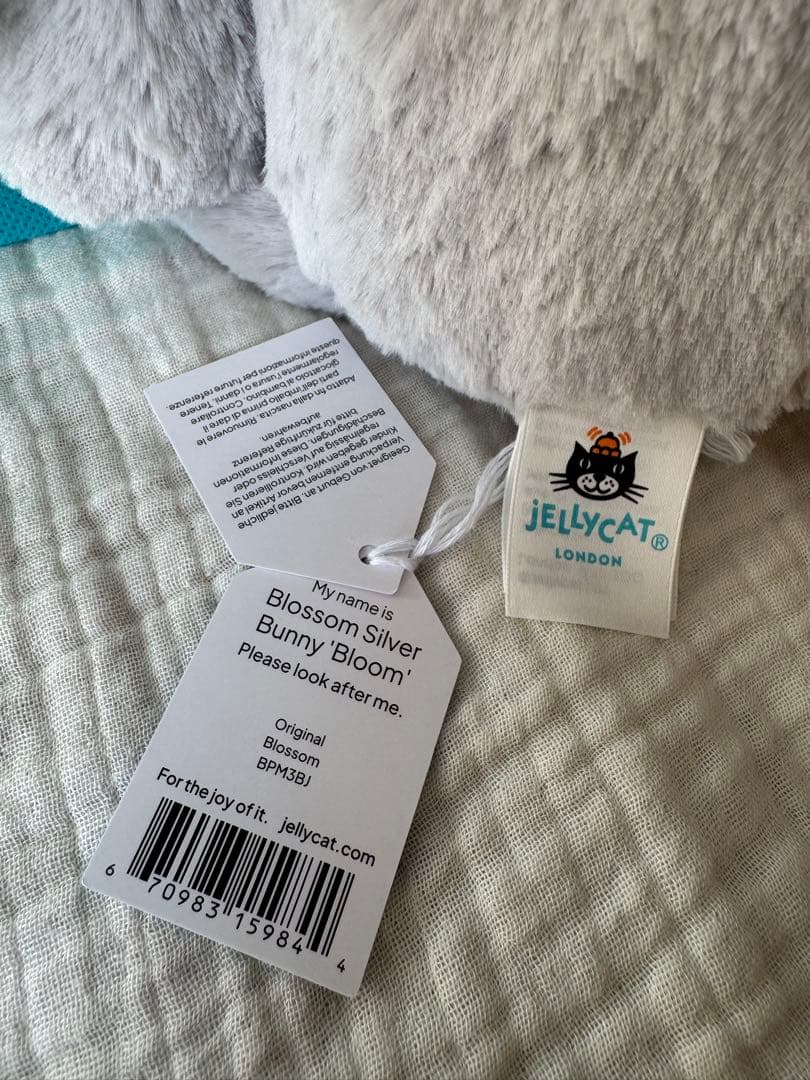 Geeignet von Geburt an. Bitte jedliche
Verpackung entfernen bevor Artikel an
Kinder gegeben wird. Kontrollieren Sie
regelmässig auf Verschleiss oder
Beschädigungen. Diese Informationen
bitte für zukünftige Referenz
aufbewahren.
Adatto fin dalla nascita. Rimuovere le
parti dell'imballo prima di dare il
giocattolo al bambino. Controllare
regolarmente l'usura o i danni. Tenere
queste informazioni per future referenze.
My name is
Blossom Silver
Bunny 'Bloom'
Please look after me.
Original
Blossom
BPM3BJ
For the joy of it. jellycat.com
6 70983 15984 4
JELLYCAT®
LONDON